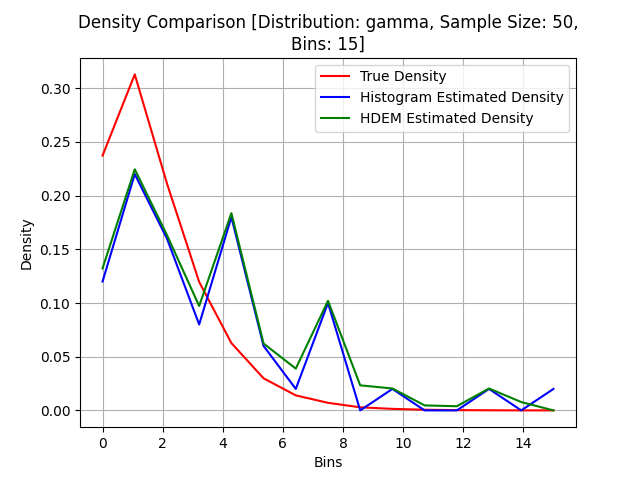 Density Comparison [Distribution: gamma, Sample Size: 50,
Bins: 15]
True Density
Histogram Estimated Density
HDEM Estimated Density
Density
0.30
0.25
0.20
0.15
0.10
0.05
0.00
0 2 4 6 8 10 12 14
Bins